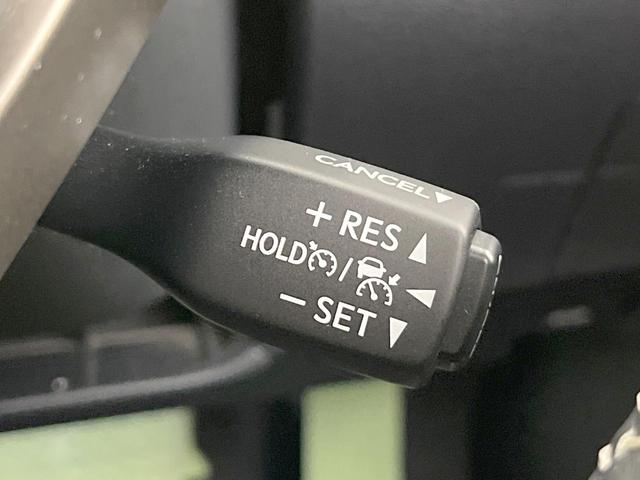 CANCEL▼
+ RES ▲
HOLD / ◀
− SET ▼